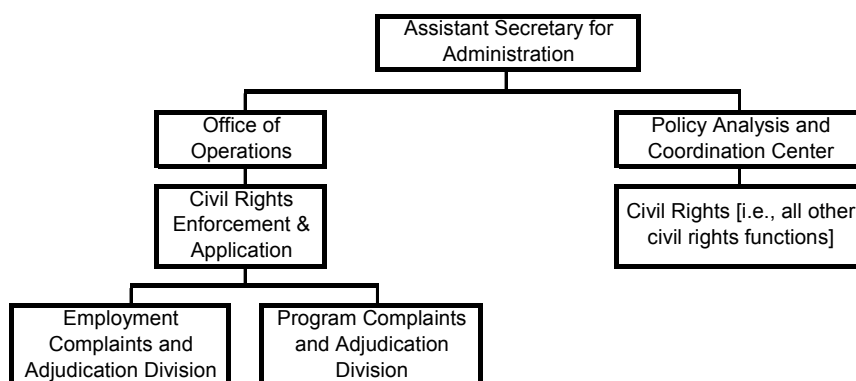 Assistant Secretary for
Administration
Office of
Operations
Policy Analysis and
Coordination Center
Civil Rights
Enforcement &
Application
Civil Rights [i.e., all other
civil rights functions]
Employment
Complaints and
Adjudication Division
Program Complaints
and Adjudication
Division